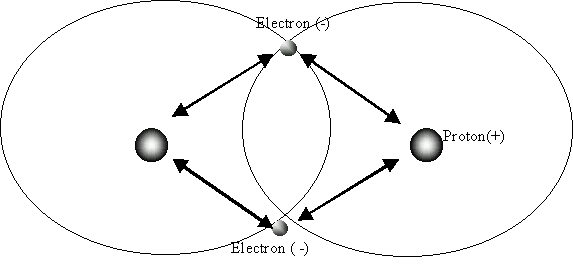 Electron (-)
Proton(+)
Electron ( -)